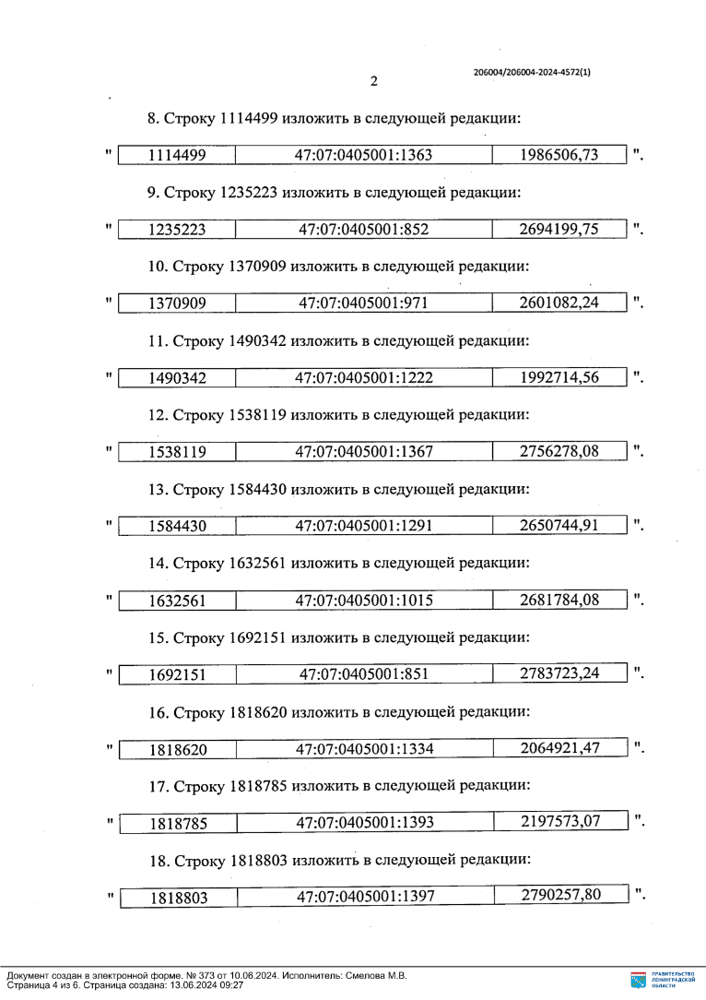 206004/206004-2024-4572(1)
2
8. Строку 1114499 изложить в следующей редакции:
" 1114499 47:07:0405001:1363 1986506,73 ".
9. Строку 1235223 изложить в следующей редакции:
" 1235223 47:07:0405001:852 2694199,75 ".
10. Строку 1370909 изложить в следующей редакции:
" 1370909 47:07:0405001:971 2601082,24 ".
11. Строку 1490342 изложить в следующей редакции:
" 1490342 47:07:0405001:1222 1992714,56 ".
12. Строку 1538119 изложить в следующей редакции:
" 1538119 47:07:0405001:1367 2756278,08 ".
13. Строку 1584430 изложить в следующей редакции:
" 1584430 47:07:0405001:1291 2650744,91 ".
14. Строку 1632561 изложить в следующей редакции:
" 1632561 47:07:0405001:1015 2681784,08 ".
15. Строку 1692151 изложить в следующей редакции:
" 1692151 47:07:0405001:851 2783723,24 ".
16. Строку 1818620 изложить в следующей редакции:
" 1818620 47:07:0405001:1334 2064921,47 ".
17. Строку 1818785 изложить в следующей редакции:
" 1818785 47:07:0405001:1393 2197573,07 ".
18. Строку 1818803 изложить в следующей редакции:
" 1818803 47:07:0405001:1397 2790257,80 ".
Документ создан в электронной форме. № 373 от 10.06.2024. Исполнитель: Смелова М.В.
Страница 4 из 6. Страница создана: 13.06.2024 09:27
ПРАВИТЕЛЬСТВО
ЛЕНИНГРАДСКОЙ
ОБЛАСТИ